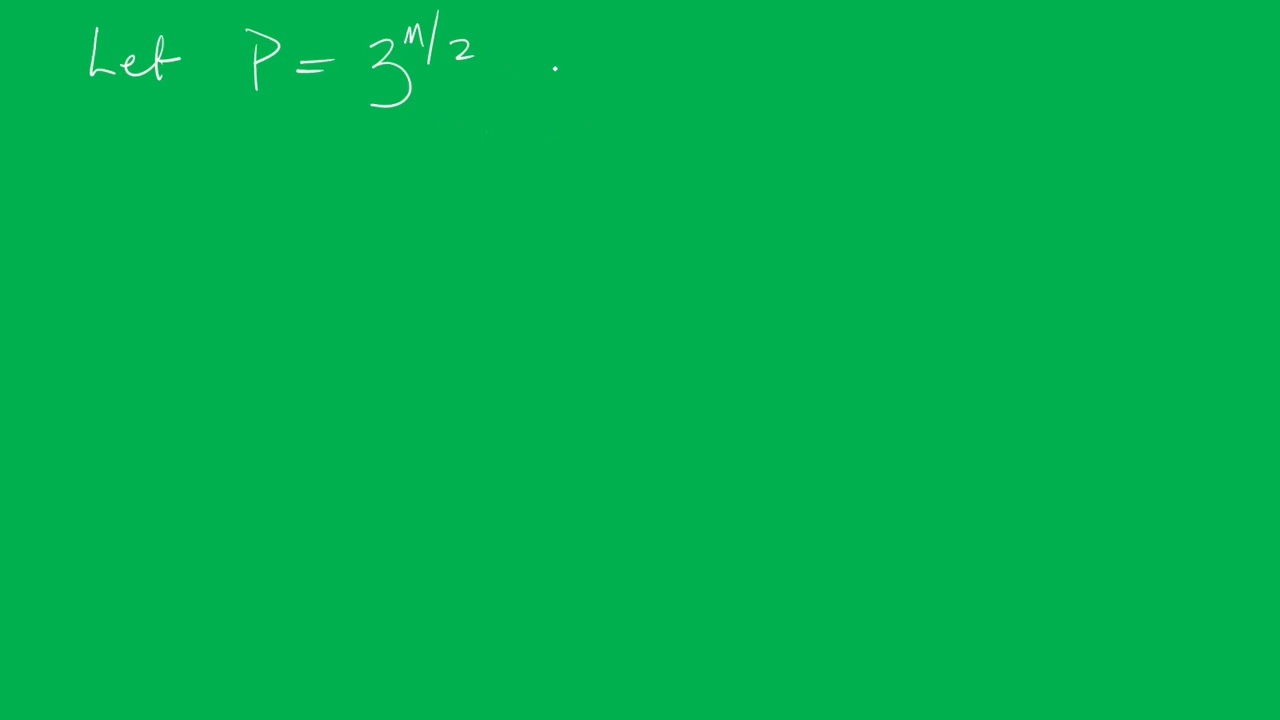 Let P = 3^{m/2} .